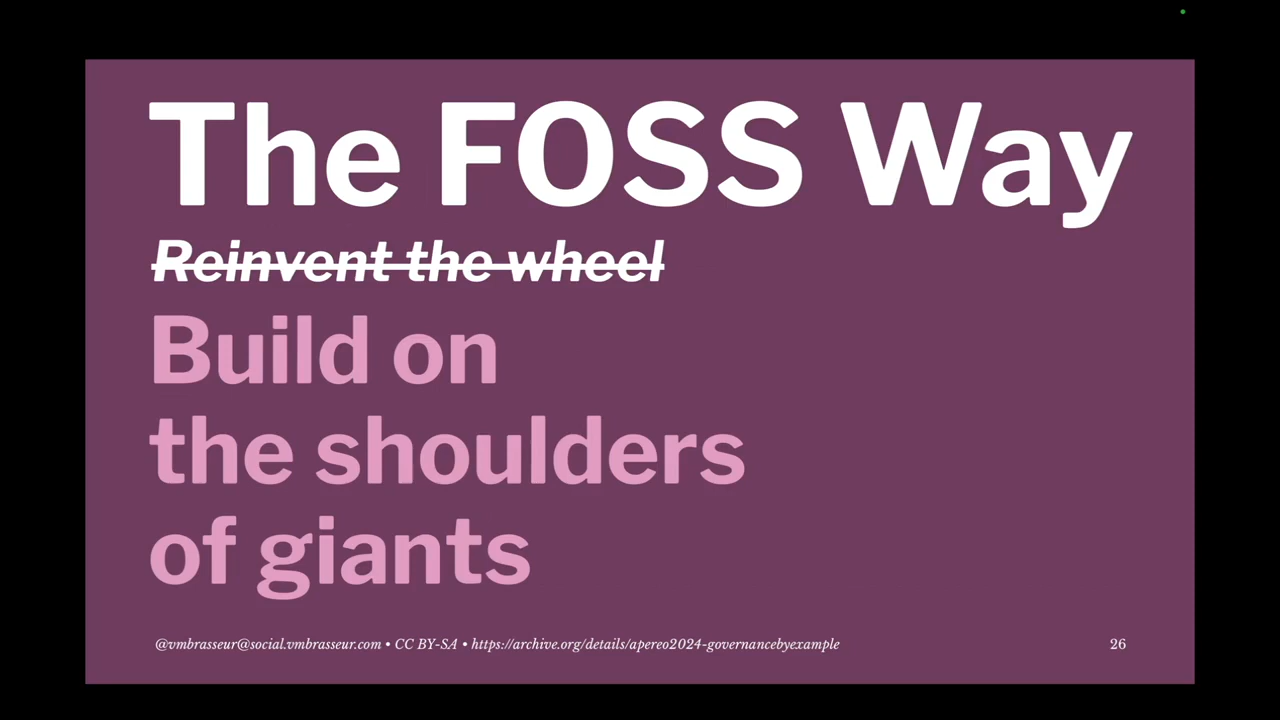 The FOSS Way
Reinvent the wheel
Build on
the shoulders
of giants
@vmbrasseur@social.vmbrasseur.com • CC BY-SA • https://archive.org/details/apereo2024-governancebyexample
26